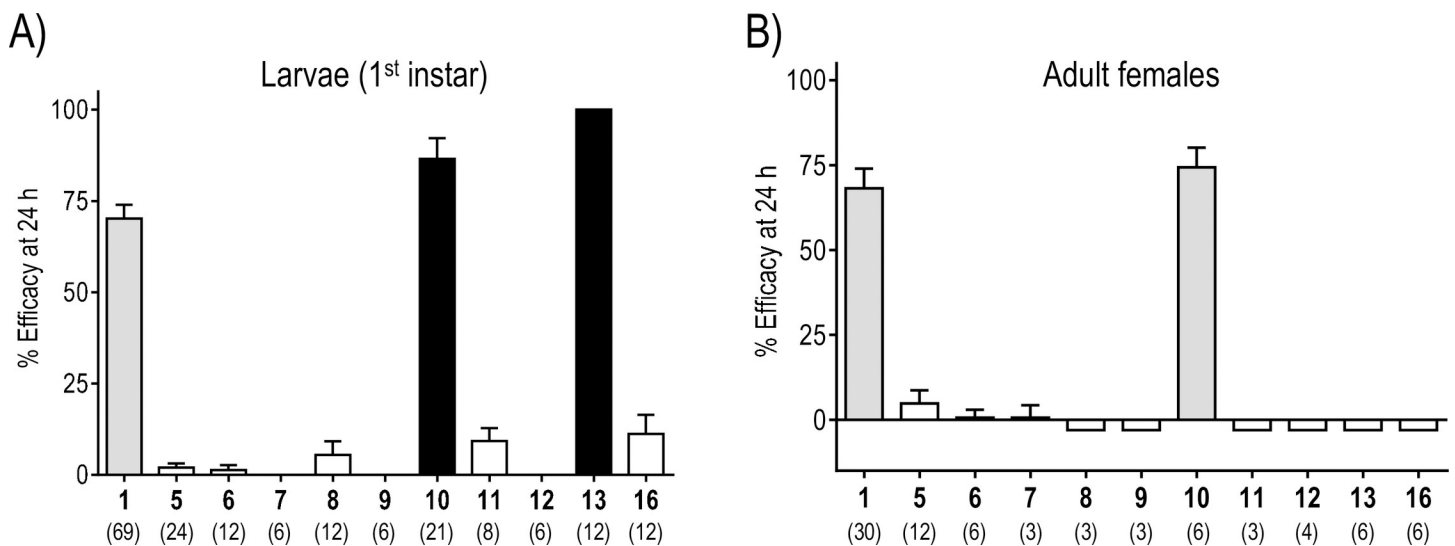 A)
Larvae (1st instar)
% Efficacy at 24 h
100
75
50
25
0
1 5 6 7 8 9 10 11 12 13 16
(69) (24) (12) (6) (12) (6) (21) (8) (6) (12) (12)
B)
Adult females
% Efficacy at 24 h
100
75
50
25
0
1 5 6 7 8 9 10 11 12 13 16
(30) (12) (6) (3) (3) (3) (6) (3) (4) (6) (6)